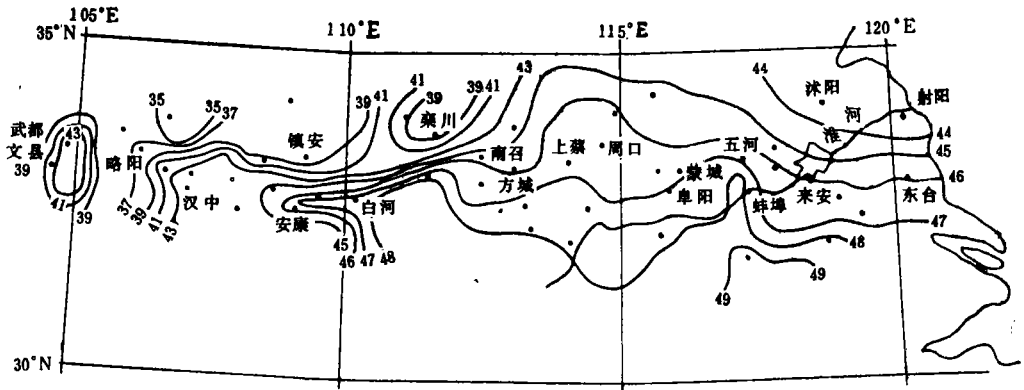 105°E
110°E
115°E
120°E
35°N
30°N
武都
文县
39
43
41
39
35
35
37
略阳
37
39
41
43
汉中
镇安
39
41
安康
45
46
47
48
白河
41
39
栾川
39
41
43
南召
方城
上蔡
周口
阜阳
蒙城
五河
蚌埠
来安
淮
河
沭阳
射阳
东台
44
44
45
46
47
48
49
49